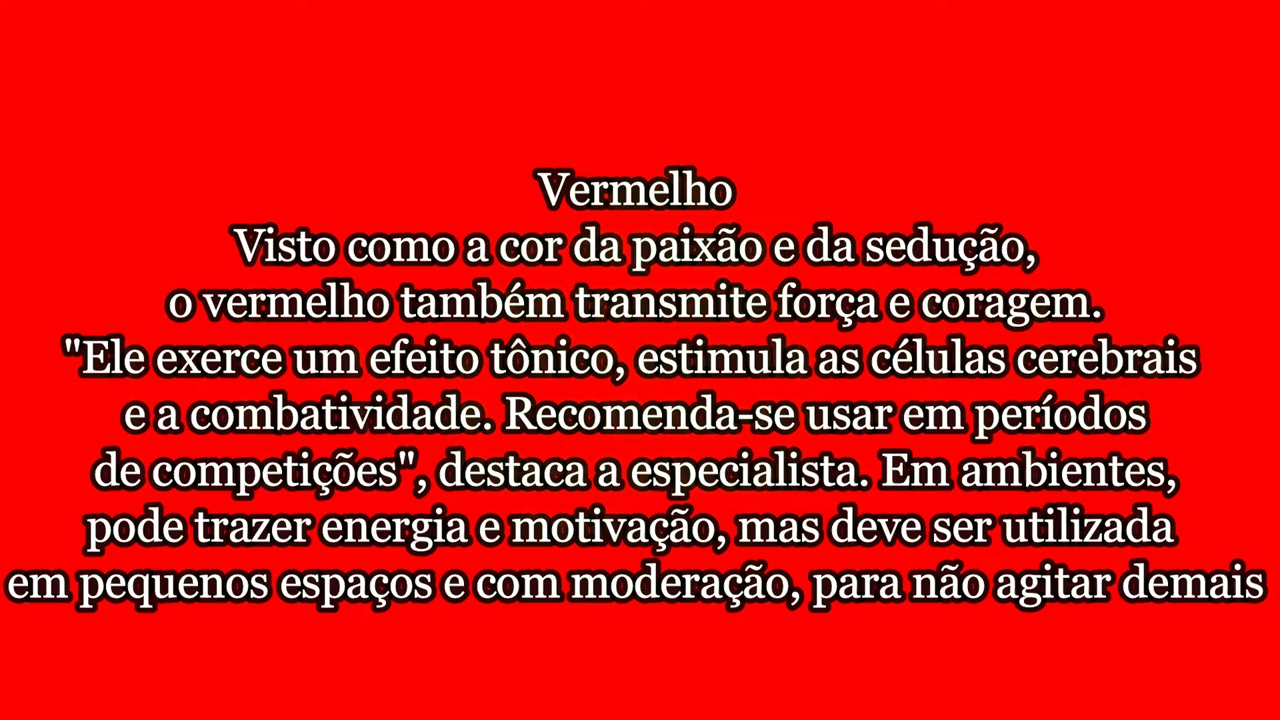 Vermelho
Visto como a cor da paixão e da sedução,
o vermelho também transmite força e coragem.
"Ele exerce um efeito tônico, estimula as células cerebrais
e a combatividade. Recomenda-se usar em períodos
de competições", destaca a especialista. Em ambientes,
pode trazer energia e motivação, mas deve ser utilizada
em pequenos espaços e com moderação, para não agitar demais